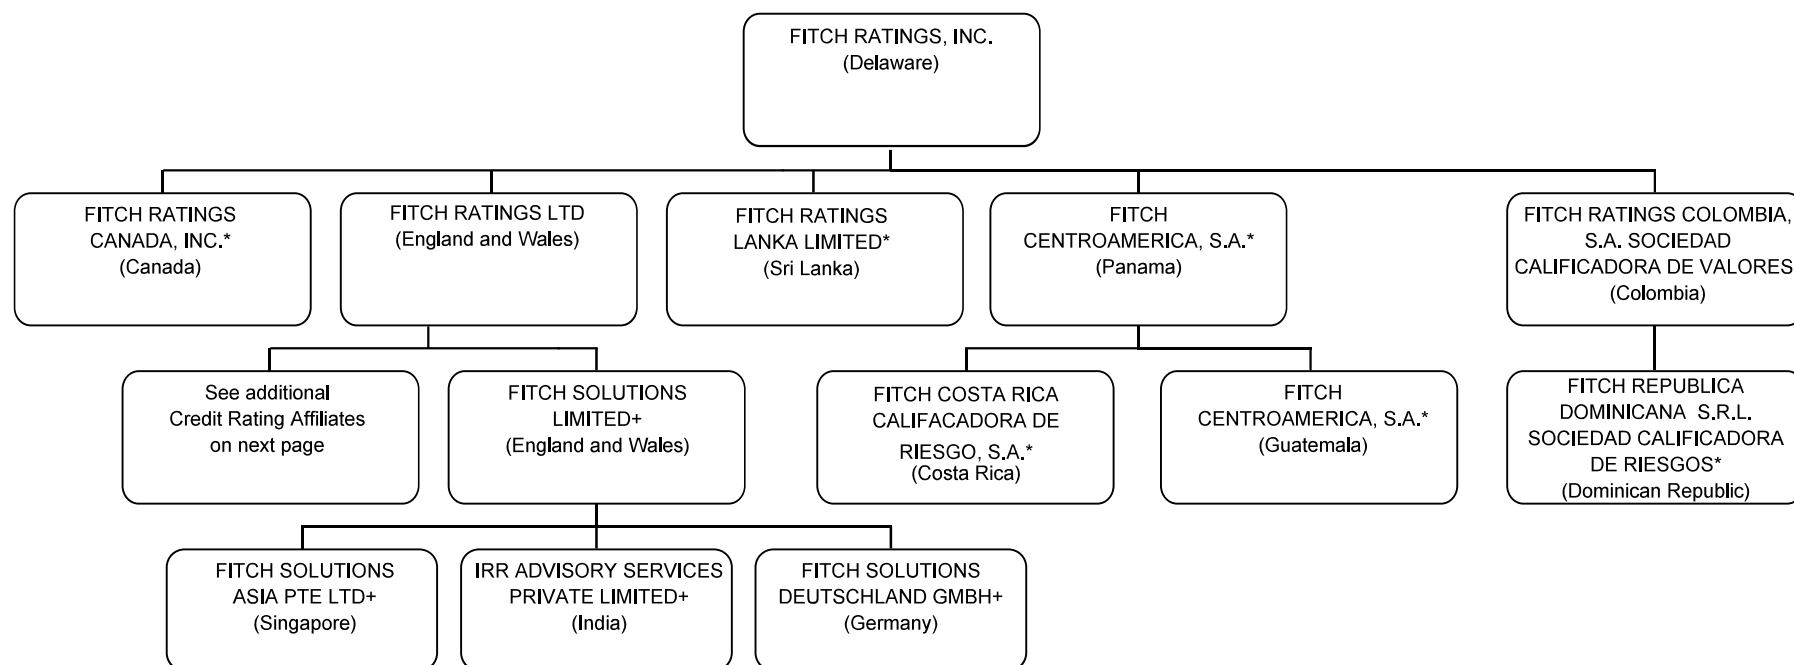 FITCH RATINGS, INC.
(Delaware)
FITCH RATINGS
CANADA, INC.*
(Canada)
FITCH RATINGS LTD
(England and Wales)
FITCH RATINGS
LANKA LIMITED*
(Sri Lanka)
FITCH
CENTROAMERICA, S.A.*
(Panama)
FITCH RATINGS COLOMBIA,
S.A. SOCIEDAD
CALIFICADORA DE VALORES
(Colombia)
See additional
Credit Rating Affiliates
on next page
FITCH SOLUTIONS
LIMITED+
(England and Wales)
FITCH COSTA RICA
CALIFACADORA DE
RIESGO, S.A.*
(Costa Rica)
FITCH
CENTROAMERICA, S.A.*
(Guatemala)
FITCH REPUBLICA
DOMINICANA S.R.L.
SOCIEDAD CALIFICADORA
DE RIESGOS*
(Dominican Republic)
FITCH SOLUTIONS
ASIA PTE LTD+
(Singapore)
IRR ADVISORY SERVICES
PRIVATE LIMITED+
(India)
FITCH SOLUTIONS
DEUTSCHLAND GMBH+
(Germany)